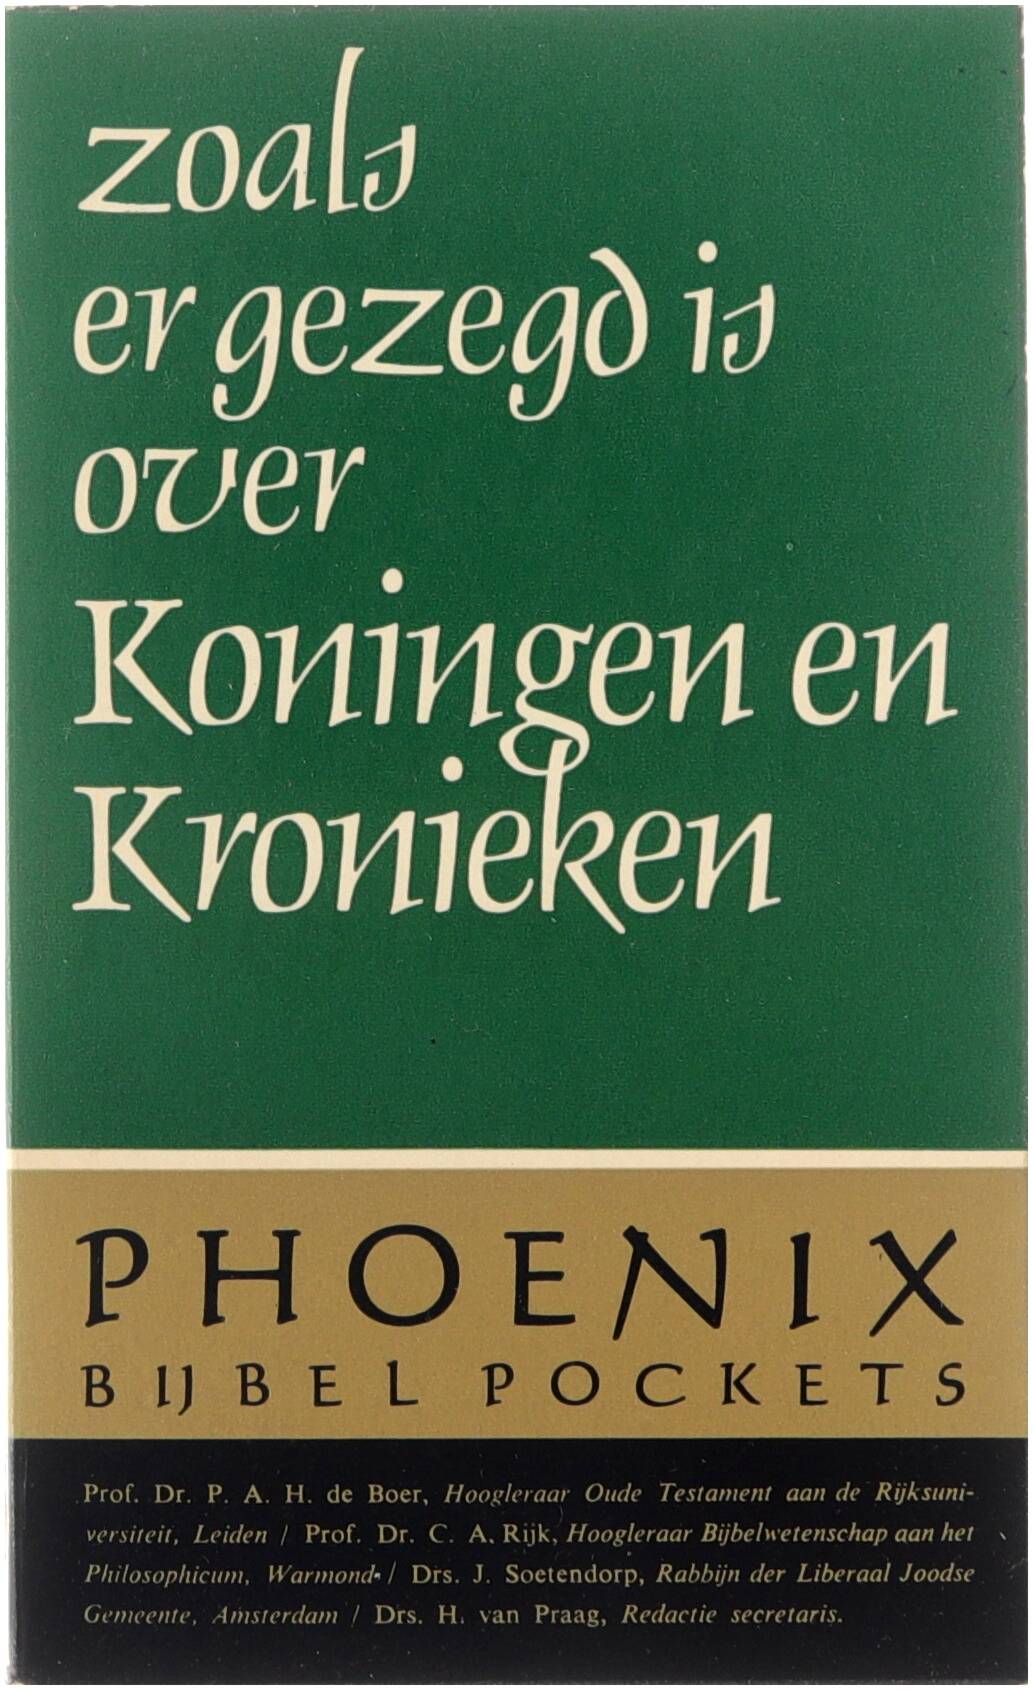 zoals
er gezegd is
over
Koningen en
Kronieken
PHOENIX
BIJBEL POCKETS
Prof. Dr. P. A. H. de Boer, Hoogleraar Oude Testament aan de Rijksuni-
versiteit, Leiden / Prof. Dr. C. A. Rijk, Hoogleraar Bijbelwetenschap aan het
Philosophicum, Warmond / Drs. J. Soetendorp, Rabbijn der Liberaal Joodse
Gemeente, Amsterdam / Drs. H. van Praag, Redactie secretaris.